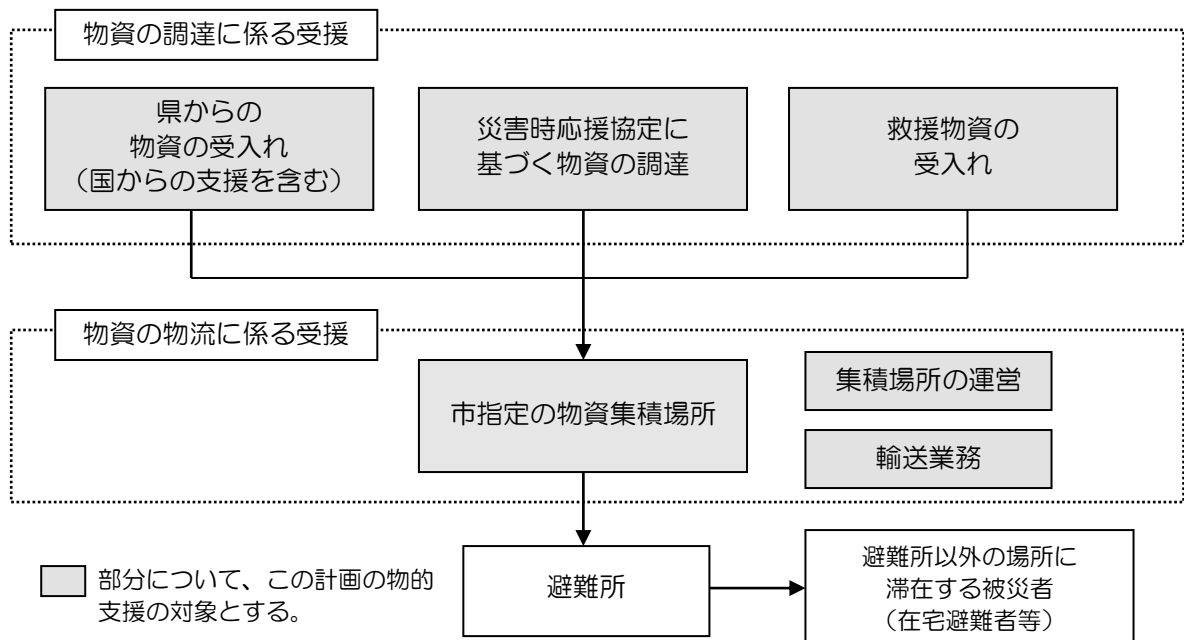 物資の調達に係る受援
県からの
物資の受入れ
（国からの支援を含む）
災害時応援協定に
基づく物資の調達
救援物資の
受入れ
物資の物流に係る受援
市指定の物資集積場所
集積場所の運営
輸送業務
避難所
避難所以外の場所に
滞在する被災者
（在宅避難者等）
部分について、この計画の物的
支援の対象とする。